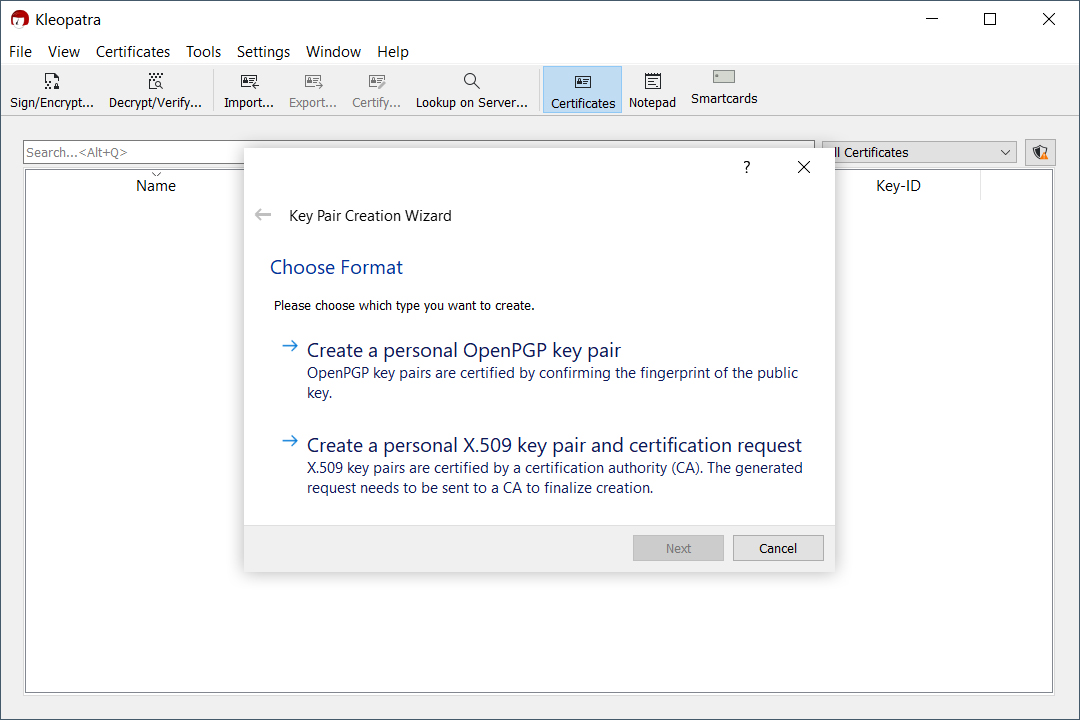 Kleopatra
File View Certificates Tools Settings Window Help
Sign/Encrypt... Decrypt/Verify... Import... Export... Certify... Lookup on Server... Certificates Notepad Smartcards
Search...<Alt+Q>
Certificates
Name
Key-ID
?
Key Pair Creation Wizard
Choose Format
Please choose which type you want to create.
Create a personal OpenPGP key pair
OpenPGP key pairs are certified by confirming the fingerprint of the public
key.
Create a personal X.509 key pair and certification request
X.509 key pairs are certified by a certification authority (CA). The generated
request needs to be sent to a CA to finalize creation.
Next Cancel